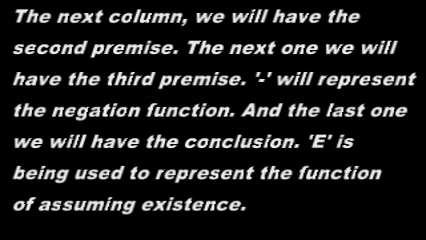 The next column, we will have the
second premise. The next one we will
have the third premise. '-' will represent
the negation function. And the last one
we will have the conclusion. 'E' is
being used to represent the function
of assuming existence.